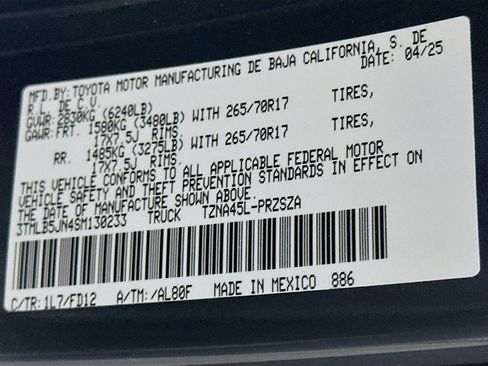 MFD.BY:TOYOTA MOTOR MANUFACTURING DE BAJA CALIFORNIA, S. DE
R.L. DE C.V. DATE: 04/25
GVWR: 2830KG (6240LB)
GAWR:FRT. 1580KG (3480LB) WITH 265/70R17 TIRES,
17X7.5J RIMS.
RR. 1485KG (3275LB) WITH 265/70R17 TIRES,
17X7.5J RIMS.
THIS VEHICLE CONFORMS TO ALL APPLICABLE FEDERAL MOTOR
VEHICLE SAFETY AND THEFT PREVENTION STANDARDS IN EFFECT ON
THE DATE OF MANUFACTURE SHOWN ABOVE.
3TMLB5JN4SM130233 TRUCK TZNA45L-PRZSZA
C/TR:1L7/FD12 A/TM:/AL80F MADE IN MEXICO 886